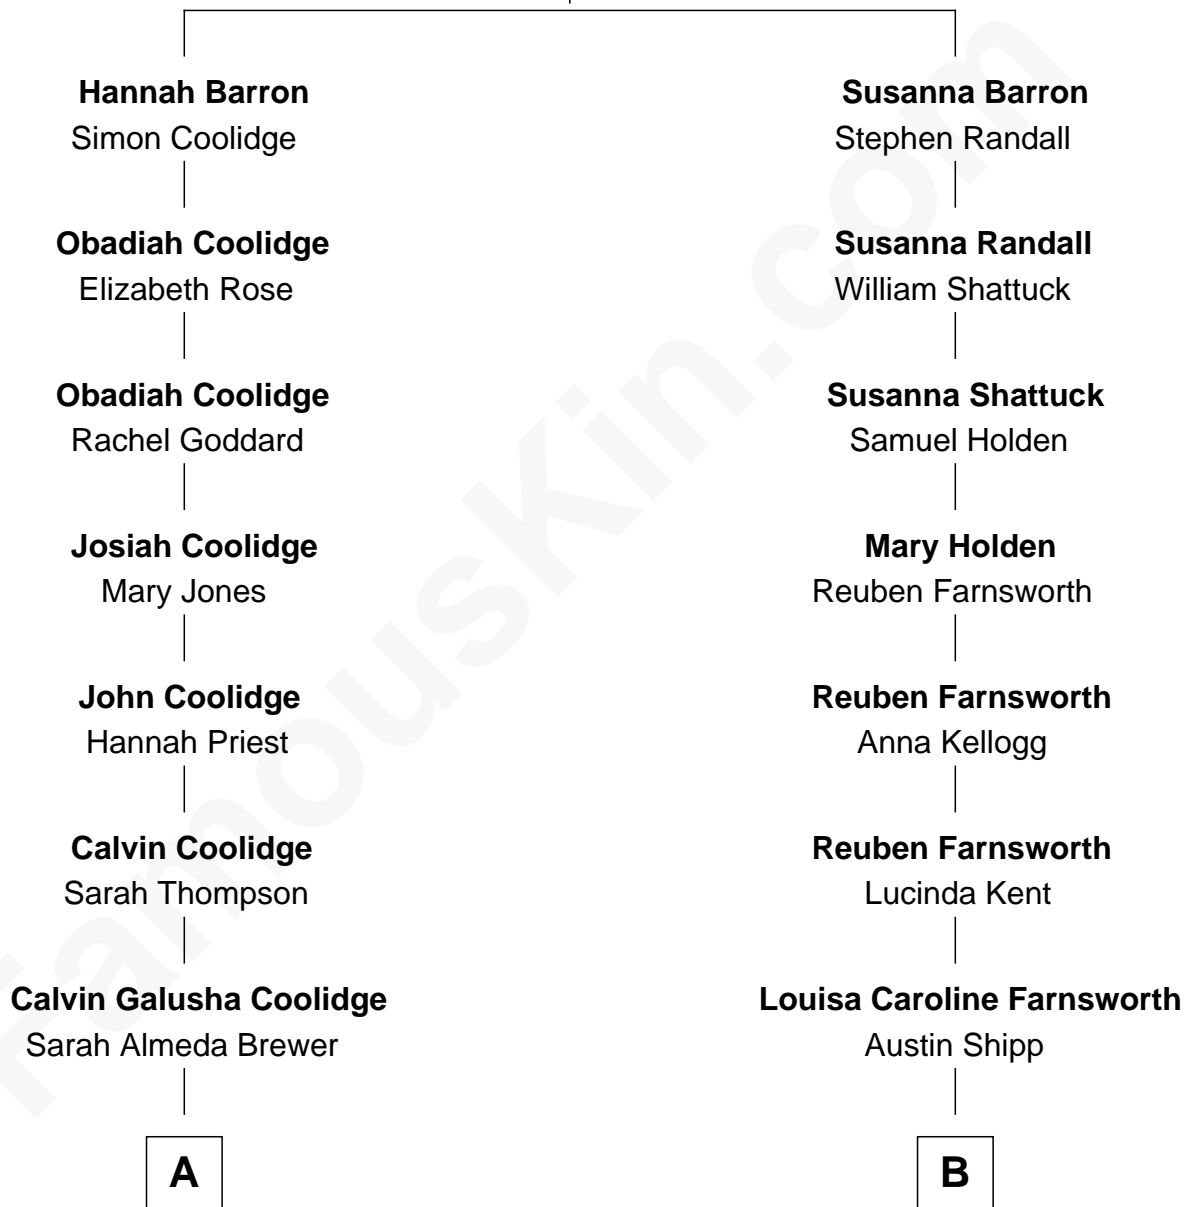 Hannah Barron
Simon Coolidge
Susanna Barron
Stephen Randall
Obadiah Coolidge
Elizabeth Rose
Susanna Randall
William Shattuck
Obadiah Coolidge
Rachel Goddard
Susanna Shattuck
Samuel Holden
Josiah Coolidge
Mary Jones
Mary Holden
Reuben Farnsworth
John Coolidge
Hannah Priest
Reuben Farnsworth
Anna Kellogg
Calvin Coolidge
Sarah Thompson
Reuben Farnsworth
Lucinda Kent
Calvin Galusha Coolidge
Sarah Almeda Brewer
Louisa Caroline Farnsworth
Austin Shipp
A
B
FamousKin.com